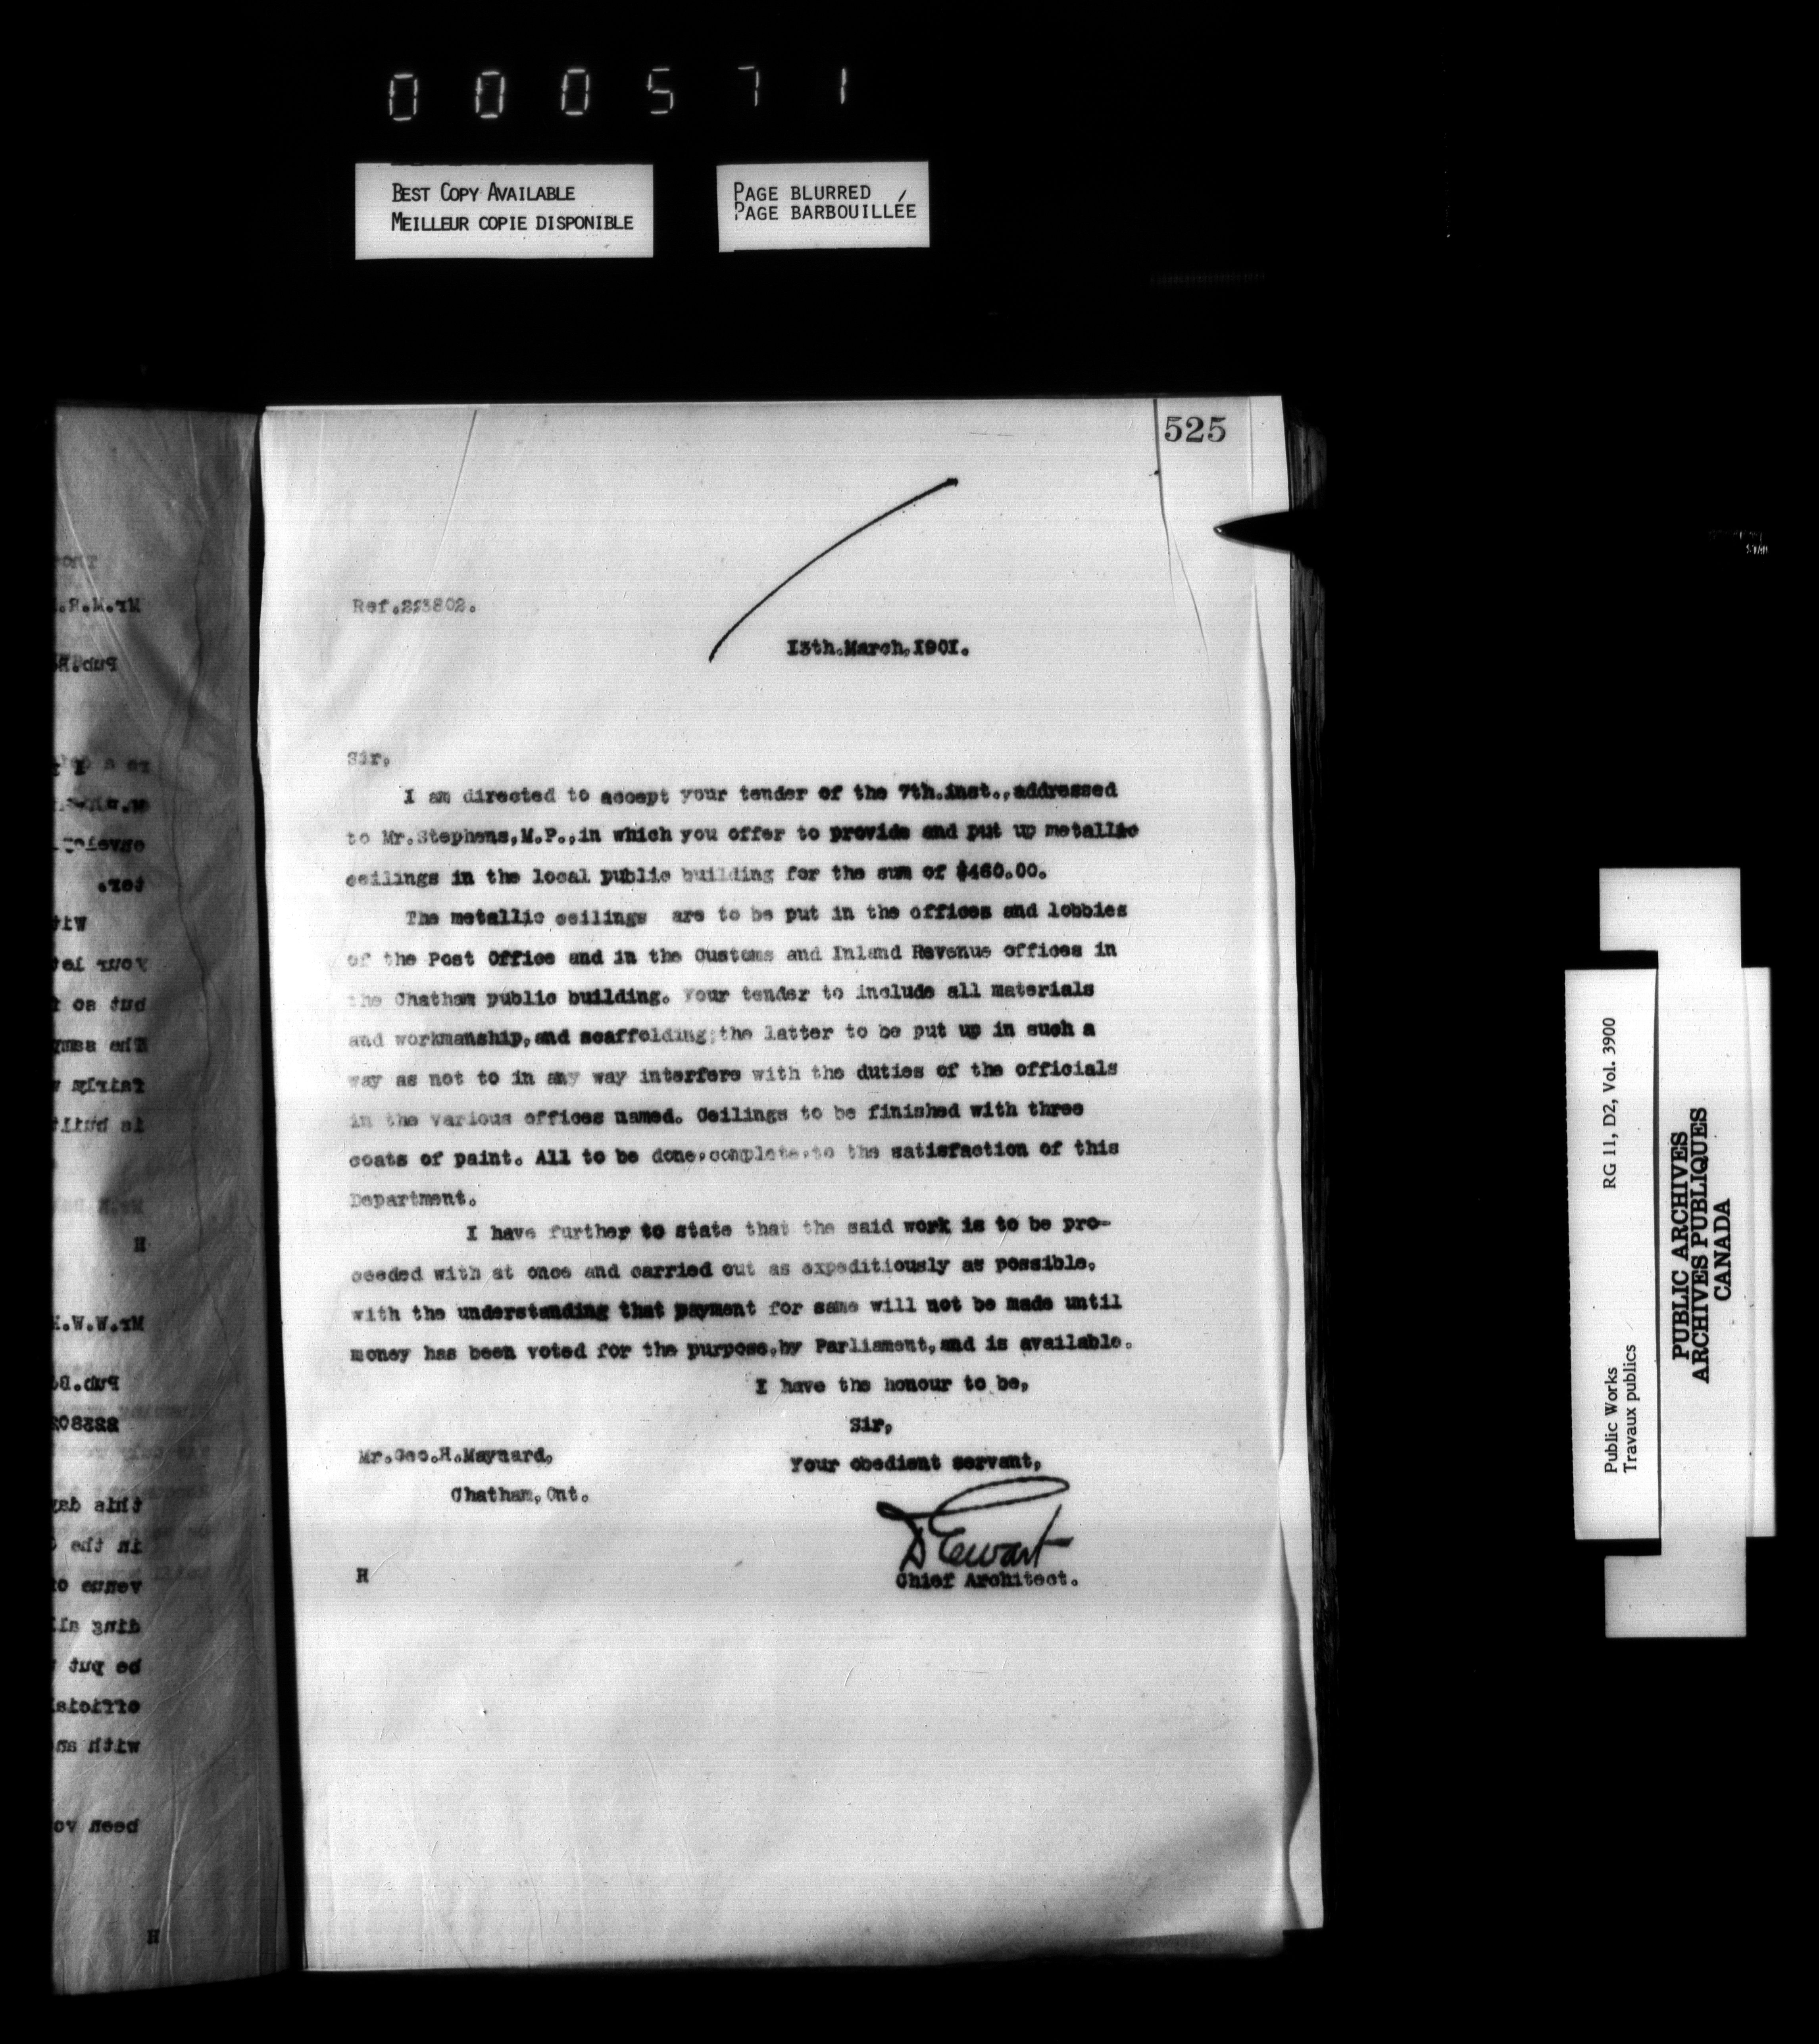 000571
BEST COPY AVAILABLE
MEILLEUR COPIE DISPONIBLE
PAGE BLURRED
PAGE BARBOUILLÉE
525
Ref.223802.
I3th.March,I90I.
Sir,
I am directed to accept your tender of the 7th.inst.,addressed
to Mr.Stephens,M.P.,in which you offer to provide and put up metallic
ceilings in the local public building for the sum of $460.00.
The metallic ceilings are to be put in the offices and lobbies
of the Post Office and in the Customs and Inland Revenue offices in
the Chatham public building. Your tender to include all materials
and workmanship,and scaffolding;the latter to be put up in such a
way as not to in any way interfere with the duties of the officials
in the various offices named. Ceilings to be finished with three
coats of paint. All to be done,complete,to the satisfaction of this
Department.
I have further to state that the said work is to be pro-
ceeded with at once and carried out as expeditiously as possible,
with the understanding that payment for same will not be made until
money has been voted for the purpose,by Parliament,and is available.
I have the honour to be,
Sir,
Your obedient servant,
Mr.Geo.H.Maynard,
Chatham,Ont.
D Ewart
Chief Architect.
H
RG 11, D2, Vol. 3900
Public Works
Travaux publics
PUBLIC ARCHIVES
ARCHIVES PUBLIQUES
CANADA